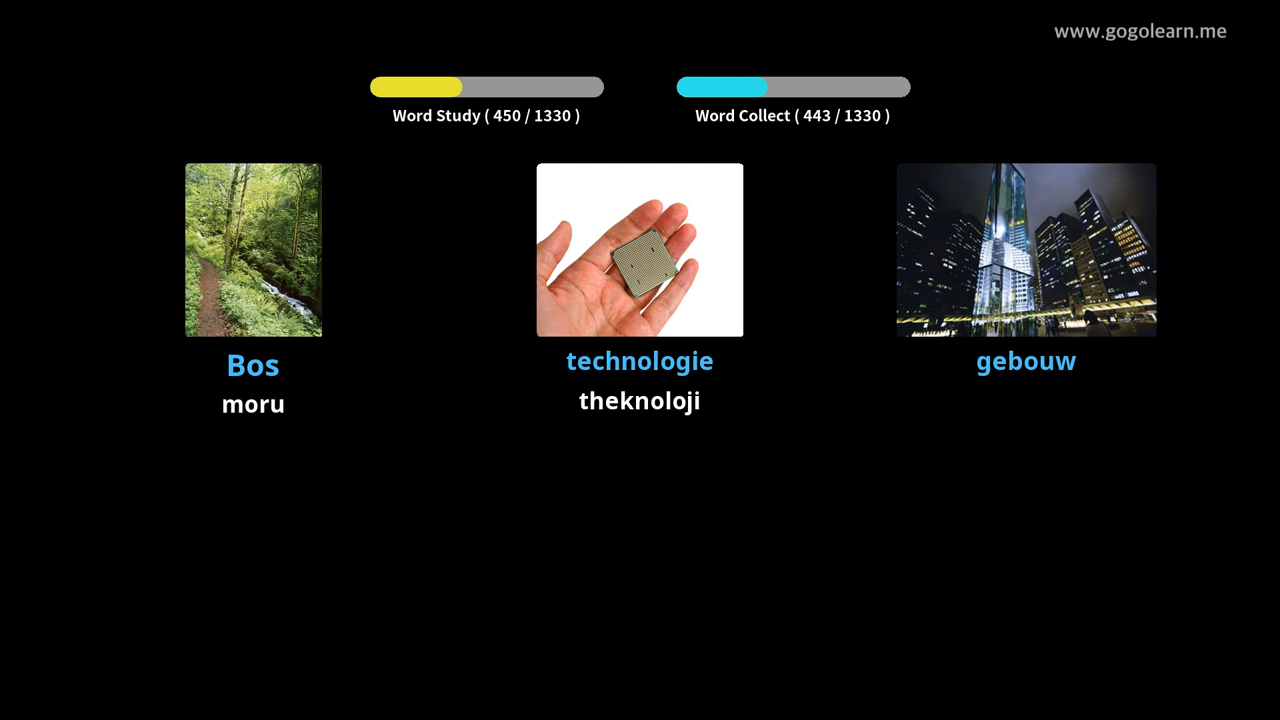 www.gogolearn.me
Word Study ( 450 / 1330 )
Word Collect ( 443 / 1330 )
Bos
moru
technologie
theknoloji
gebouw